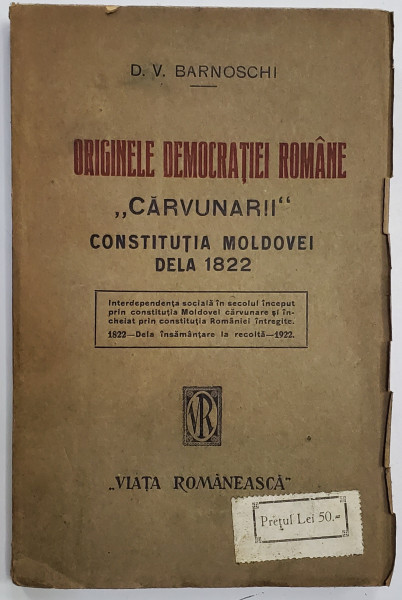 D. V. BARNOSCHI
ORIGINELE DEMOCRAȚIEI ROMÂNE
„CĂRVUNARII“
CONSTITUȚIA MOLDOVEI
DELA 1822
Interdependența socială în secolul început
prin constituția Moldovei cărvunare și în-
cheiat prin constituția României întregite.
1822—Dela însămânțare la recoltă—1922.
VR
„VIAȚA ROMÂNEASCĂ“
Prețul Lei 50.=